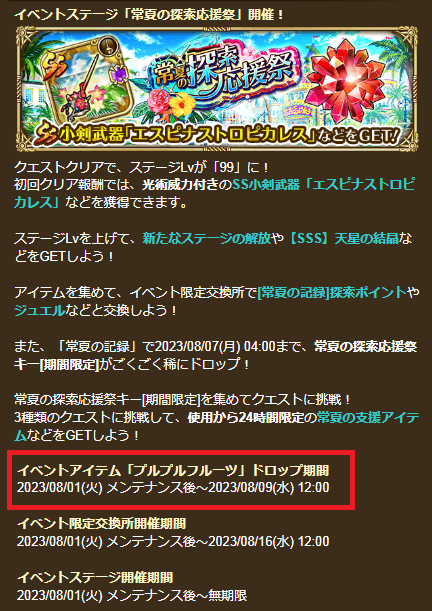 イベントステージ「常夏の探索応援祭」開催！
SS
常夏の探索応援祭
SS小剣武器「エスピナストロピカレス」などをGET!
クエストクリアで、ステージLvが「99」に！
初回クリア報酬では、光術威力付きのSS小剣武器「エスピナストロピ
カレス」などを獲得できます。
ステージLvを上げて、新たなステージの解放や【SSS】天星の結晶な
どをGETしよう！
アイテムを集めて、イベント限定交換所で[常夏の記録]探索ポイントや
ジュエルなどと交換しよう！
また、「常夏の記録」で2023/08/07(月) 04:00まで、常夏の探索応援祭
キー[期間限定]がごくごく稀にドロップ！
常夏の探索応援祭キー[期間限定]を集めてクエストに挑戦！
3種類のクエストに挑戦して、使用から24時間限定の常夏の支援アイテ
ムなどをGETしよう！
イベントアイテム「プルプルフルーツ」ドロップ期間
2023/08/01(火) メンテナンス後～2023/08/09(水) 12:00
イベント限定交換所開催期間
2023/08/01(火) メンテナンス後～2023/08/16(水) 12:00
イベントステージ開催期間
2023/08/01(火) メンテナンス後～無期限